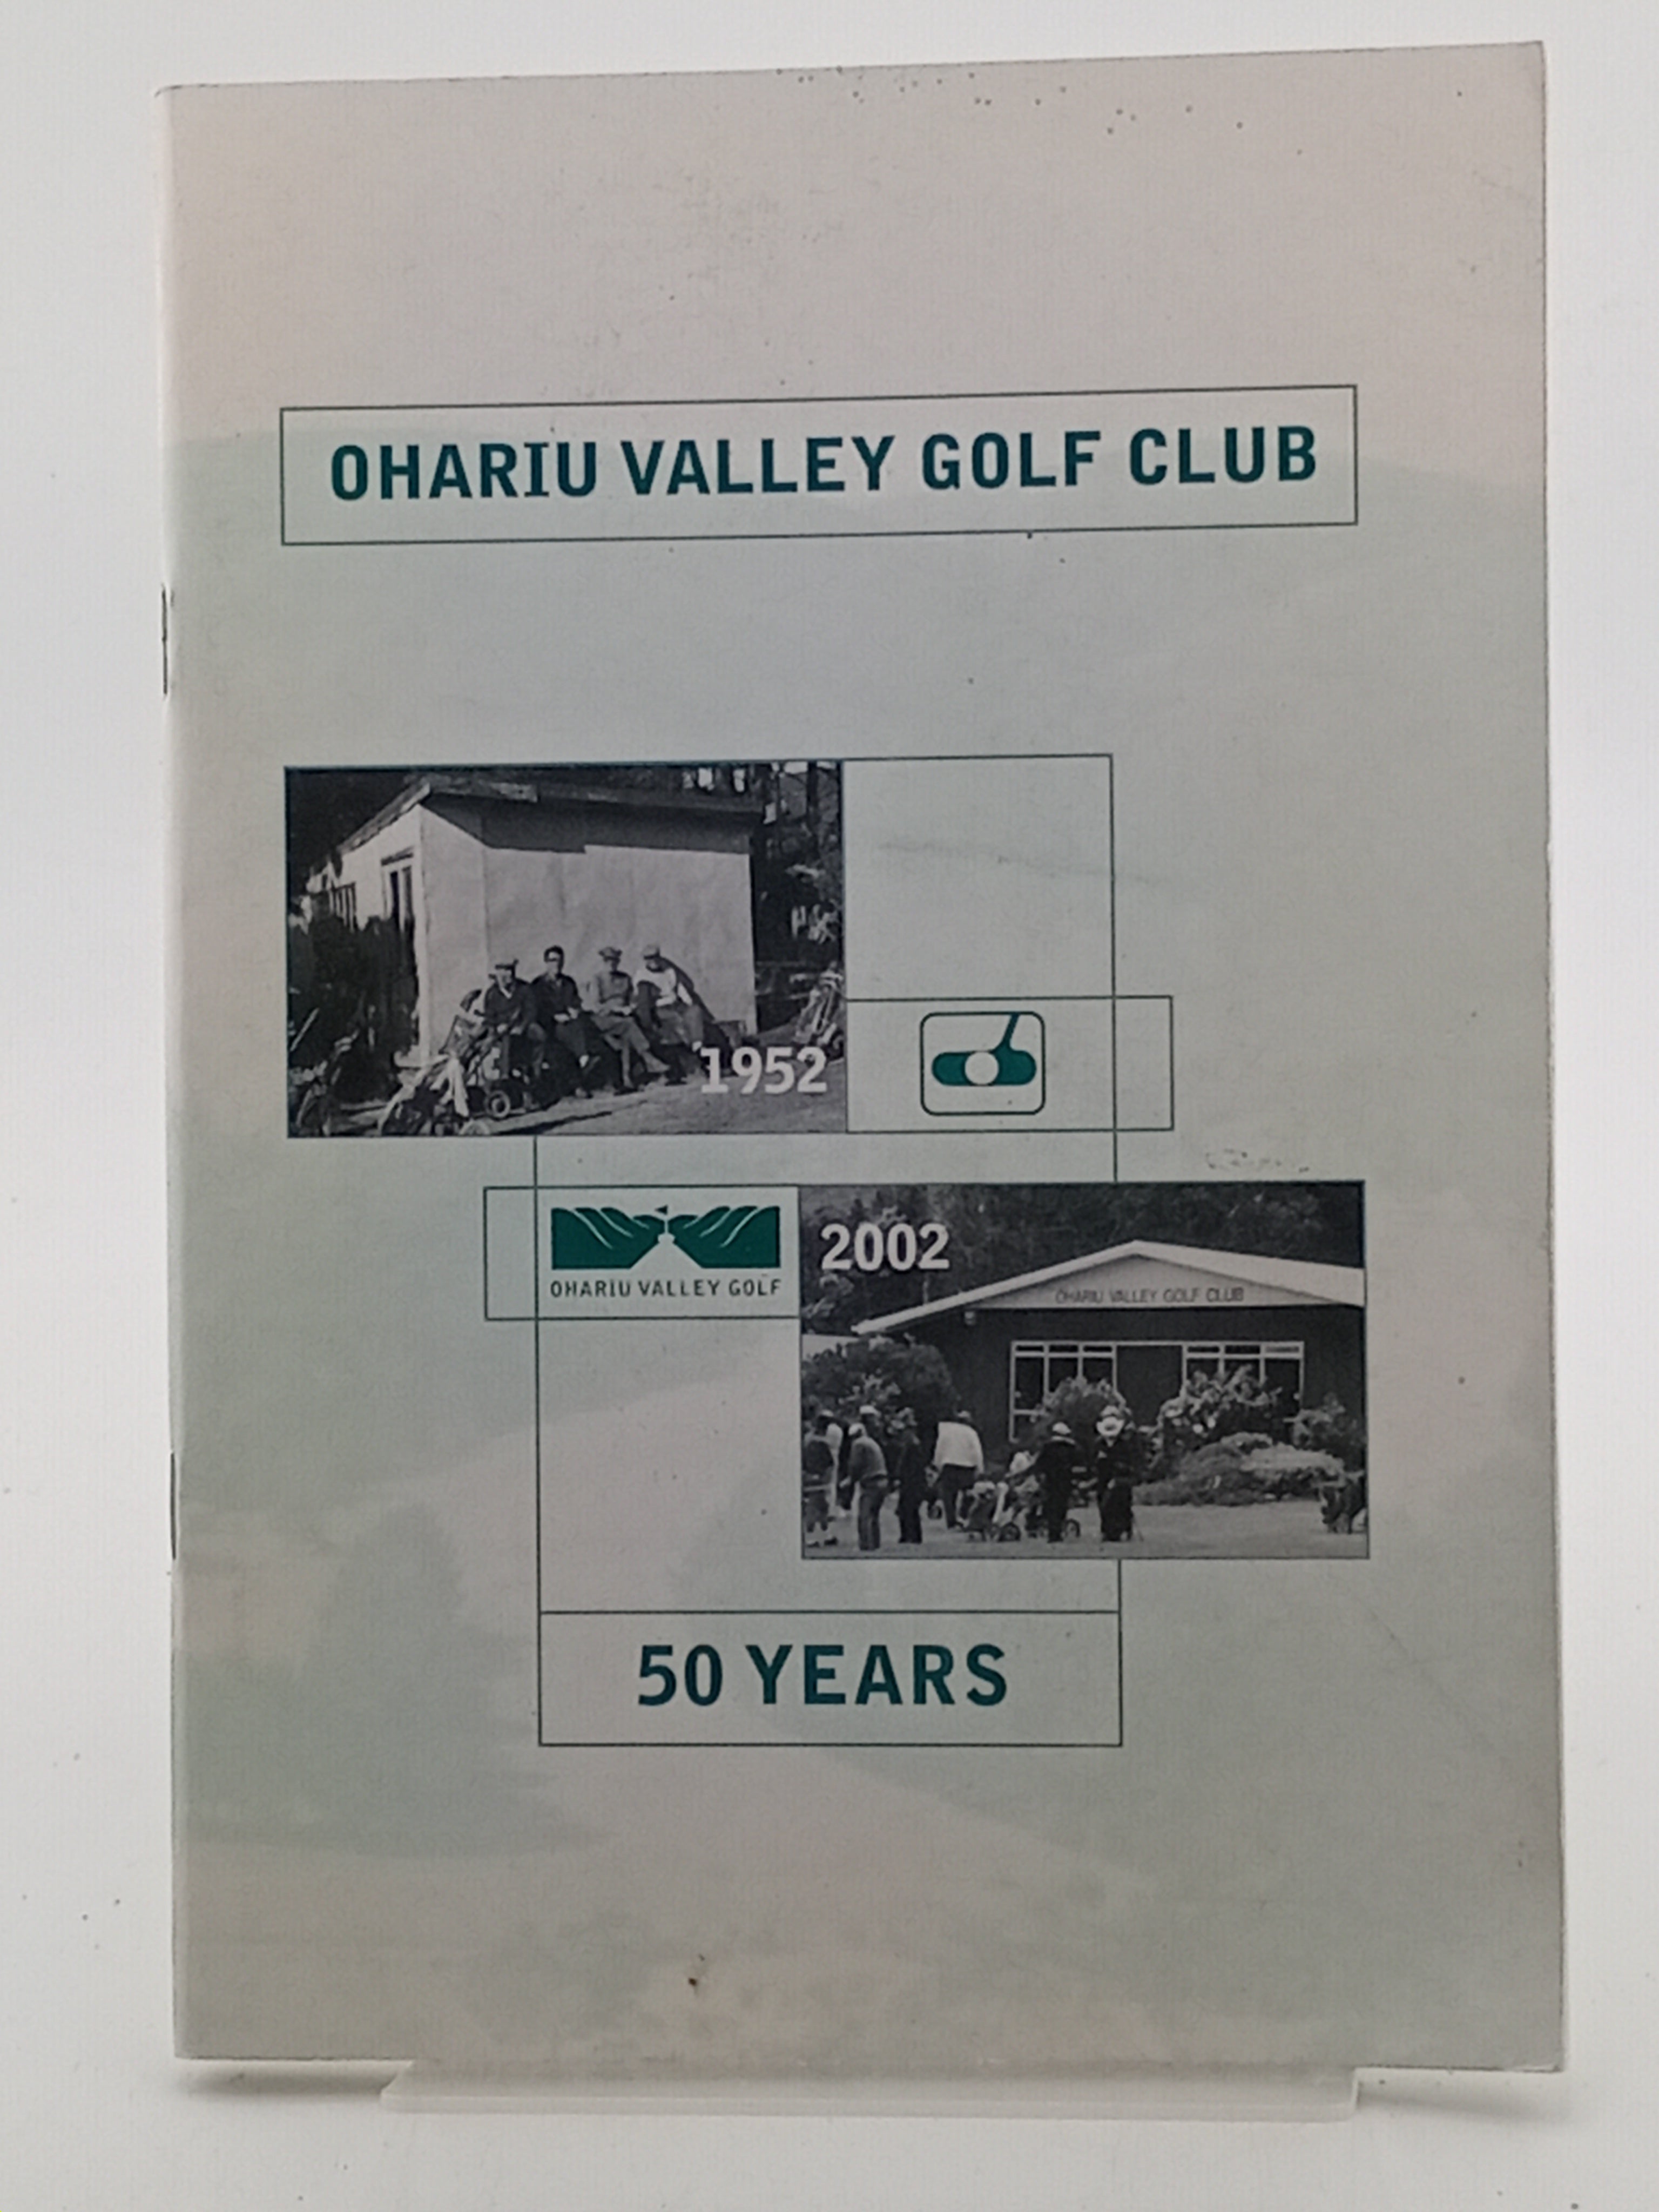 OHARIU VALLEY GOLF CLUB
1952
OHARIU VALLEY GOLF
2002
OHARIU VALLEY GOLF CLUB
50 YEARS